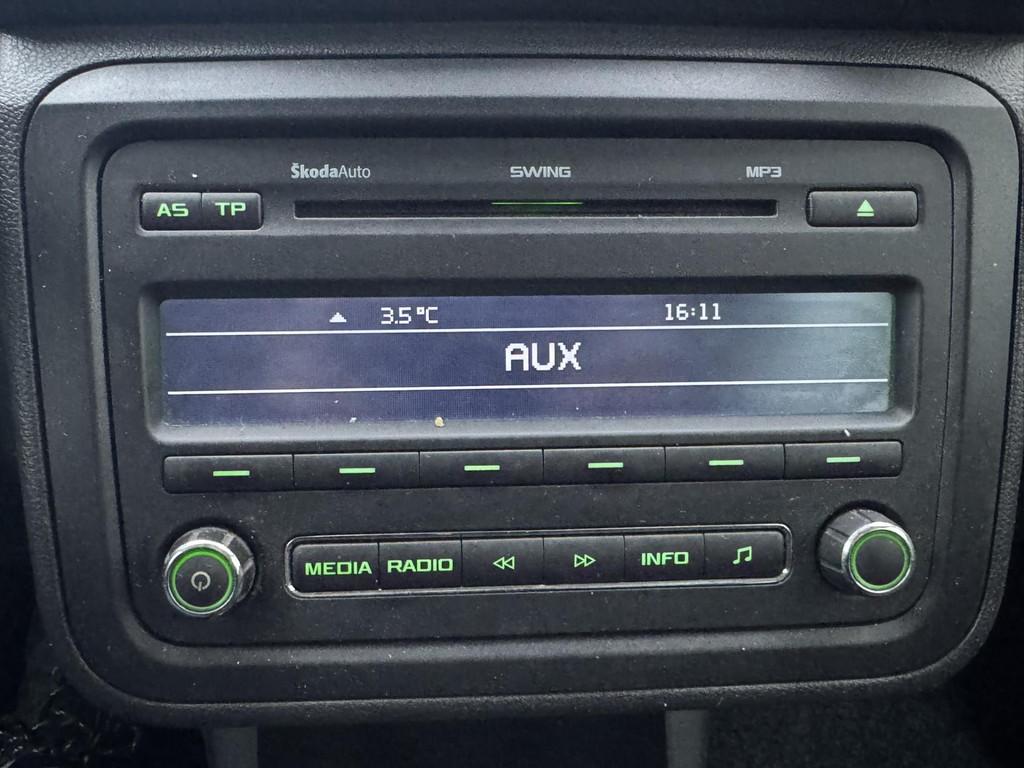 ŠkodaAuto SWING MP3
AS TP
3.5°C 16:11
AUX
MEDIA RADIO INFO